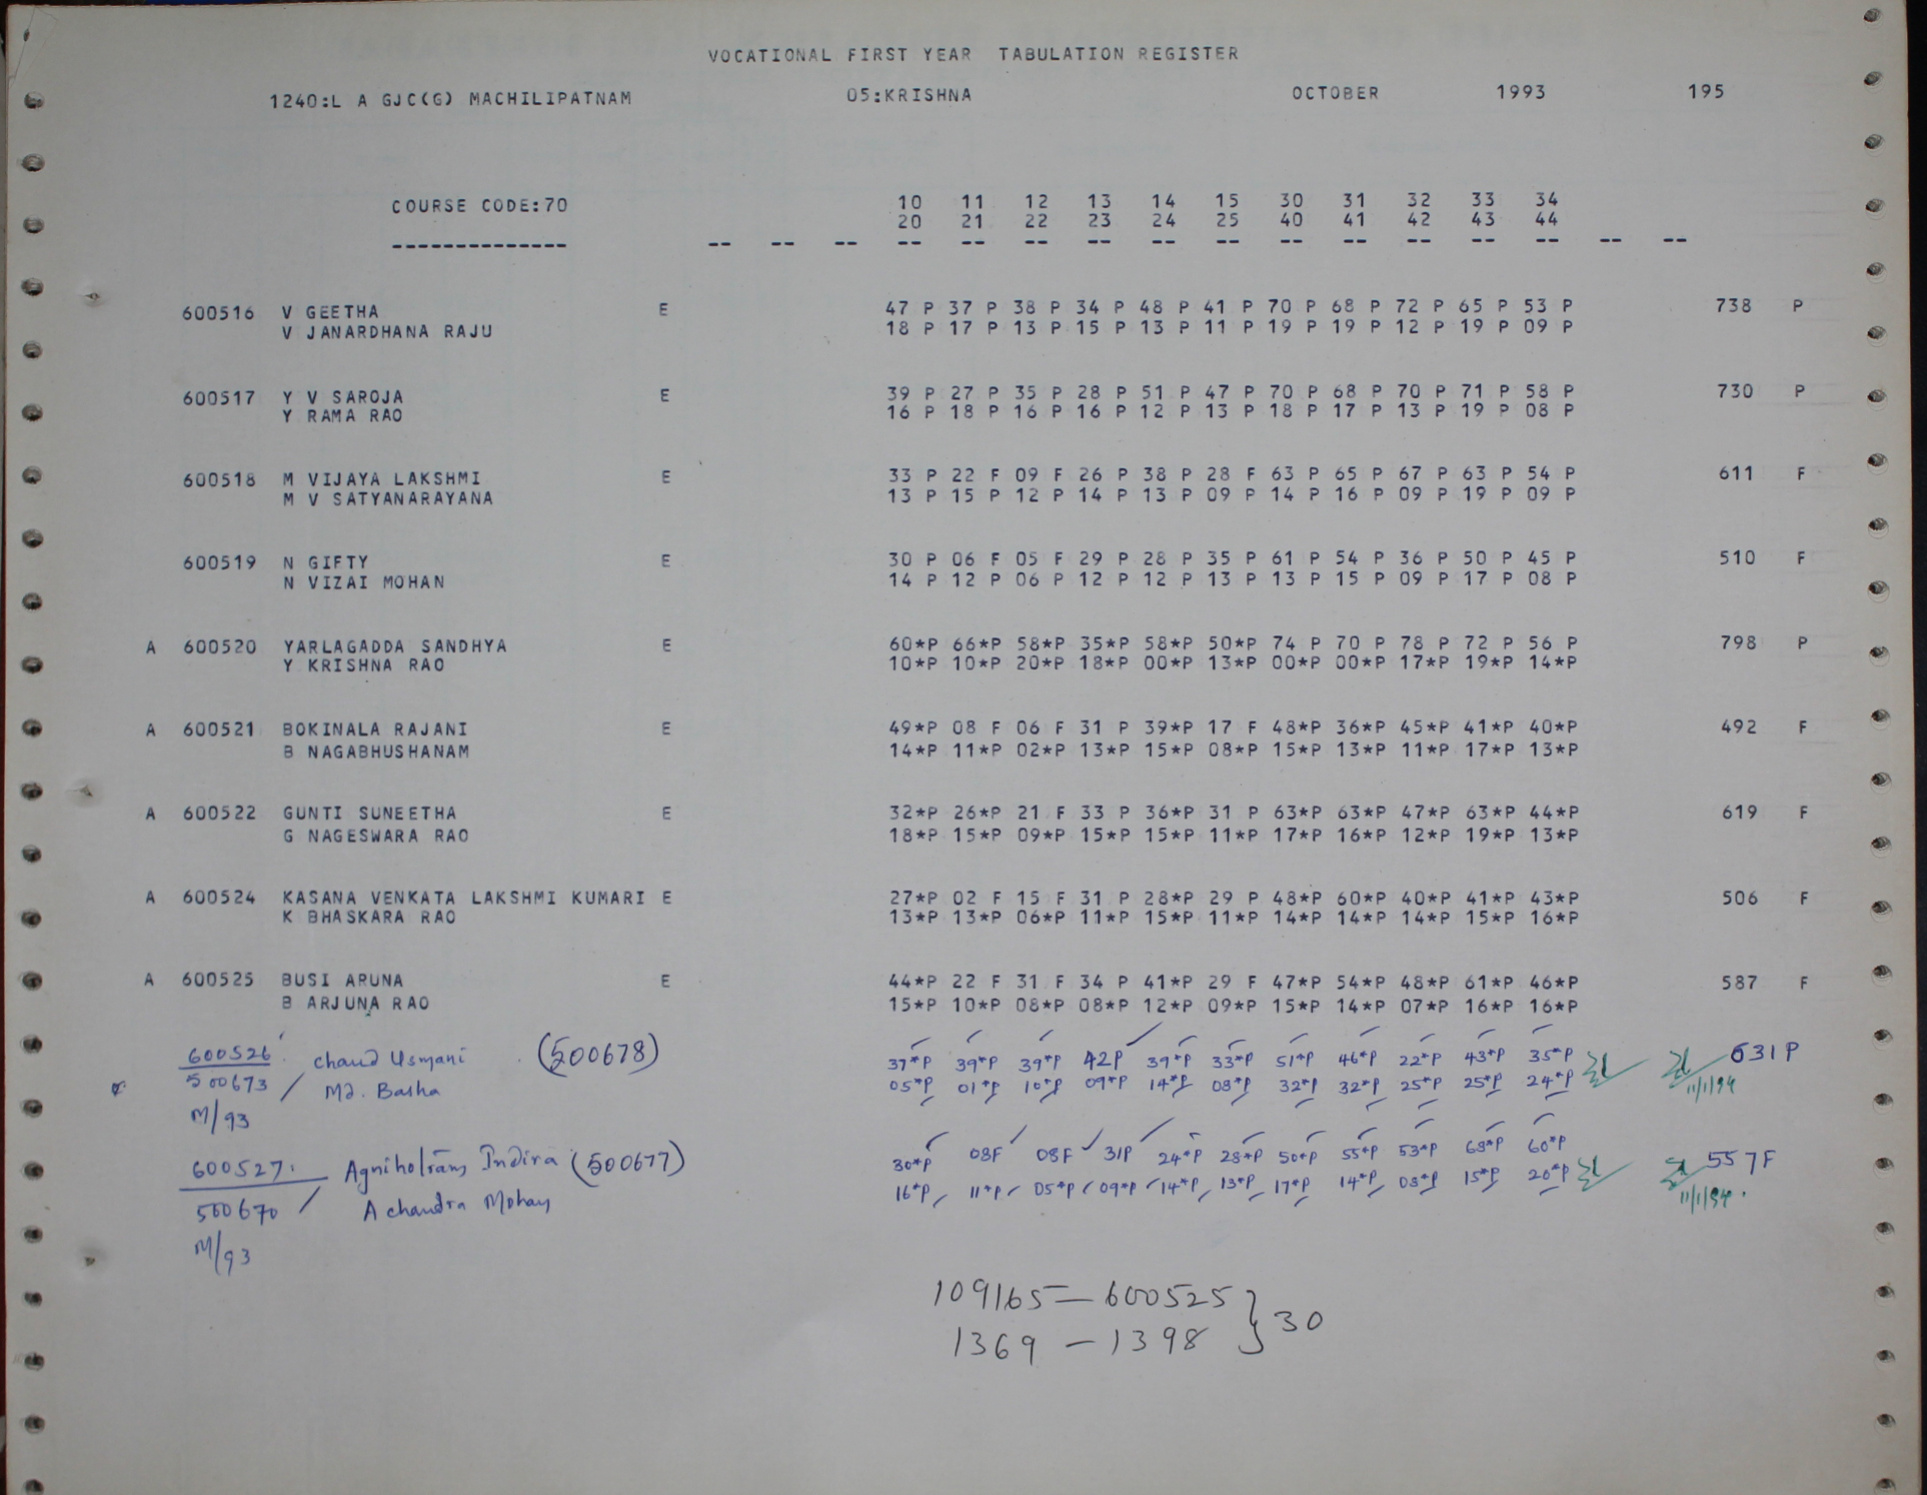 VOCATIONAL FIRST YEAR TABULATION REGISTER
1240:L A GJC(G) MACHILIPATNAM 05:KRISHNA OCTOBER 1993 195
COURSE CODE:70 10 11 12 13 14 15 30 31 32 33 34
20 21 22 23 24 25 40 41 42 43 44
-------------- -- -- -- -- -- -- -- -- -- -- -- -- -- -- -- --
600516 V GEETHA E 47 P 37 P 38 P 34 P 48 P 41 P 70 P 68 P 72 P 65 P 53 P 738 P
V JANARDHANA RAJU 18 P 17 P 13 P 15 P 13 P 11 P 19 P 19 P 12 P 19 P 09 P
600517 Y V SAROJA E 39 P 27 P 35 P 28 P 51 P 47 P 70 P 68 P 70 P 71 P 58 P 730 P
Y RAMA RAO 16 P 18 P 16 P 16 P 12 P 13 P 18 P 17 P 13 P 19 P 08 P
600518 M VIJAYA LAKSHMI E 33 P 22 F 09 F 26 P 38 P 28 F 63 P 65 P 67 P 63 P 54 P 611 F
M V SATYANARAYANA 13 P 15 P 12 P 14 P 13 P 09 P 14 P 16 P 09 P 19 P 09 P
600519 N GIFTY E 30 P 06 F 05 F 29 P 28 P 35 P 61 P 54 P 36 P 50 P 45 P 510 F
N VIZAI MOHAN 14 P 12 P 06 P 12 P 12 P 13 P 13 P 15 P 09 P 17 P 08 P
A 600520 YARLAGADDA SANDHYA E 60*P 66*P 58*P 35*P 58*P 50*P 74 P 70 P 78 P 72 P 56 P 798 P
Y KRISHNA RAO 10*P 10*P 20*P 18*P 00*P 13*P 00*P 00*P 17*P 19*P 14*P
A 600521 BOKINALA RAJANI E 49*P 08 F 06 F 31 P 39*P 17 F 48*P 36*P 45*P 41*P 40*P 492 F
B NAGABHUSHANAM 14*P 11*P 02*P 13*P 15*P 08*P 15*P 13*P 11*P 17*P 13*P
A 600522 GUNTI SUNEETHA E 32*P 26*P 21 F 33 P 36*P 31 P 63*P 63*P 47*P 63*P 44*P 619 F
G NAGESWARA RAO 18*P 15*P 09*P 15*P 15*P 11*P 17*P 16*P 12*P 19*P 13*P
A 600524 KASANA VENKATA LAKSHMI KUMARI E 27*P 02 F 15 F 31 P 28*P 29 P 48*P 60*P 40*P 41*P 43*P 506 F
K BHASKARA RAO 13*P 13*P 06*P 11*P 15*P 11*P 14*P 14*P 14*P 15*P 16*P
A 600525 BUSI ARUNA E 44*P 22 F 31 F 34 P 41*P 29 F 47*P 54*P 48*P 61*P 46*P 587 F
B ARJUNA RAO 15*P 10*P 08*P 08*P 12*P 09*P 15*P 14*P 07*P 16*P 16*P
600526 Chand Usmani (500678) 37*P 39*P 39*P 42P 39*P 33*P 51*P 46*P 22*P 43*P 35*P 631P
500673 / Md. Basha 05*P 01*P 10*P 09*P 14*P 08*P 32*P 32*P 25*P 25*P 24*P 11/1/94
M/93
600527. Agniholram Indira (500677) 30*P 08F 08F 31P 24*P 28*P 50*P 55*P 53*P 68*P 60*P 557F
500670 / A chandra Mohan 16*P 11*P 05*P 09*P 14*P 13*P 17*P 14*P 08*P 15*P 20*P 11/1/94.
M/93
109165 — 600525
1369 — 1398 } 30